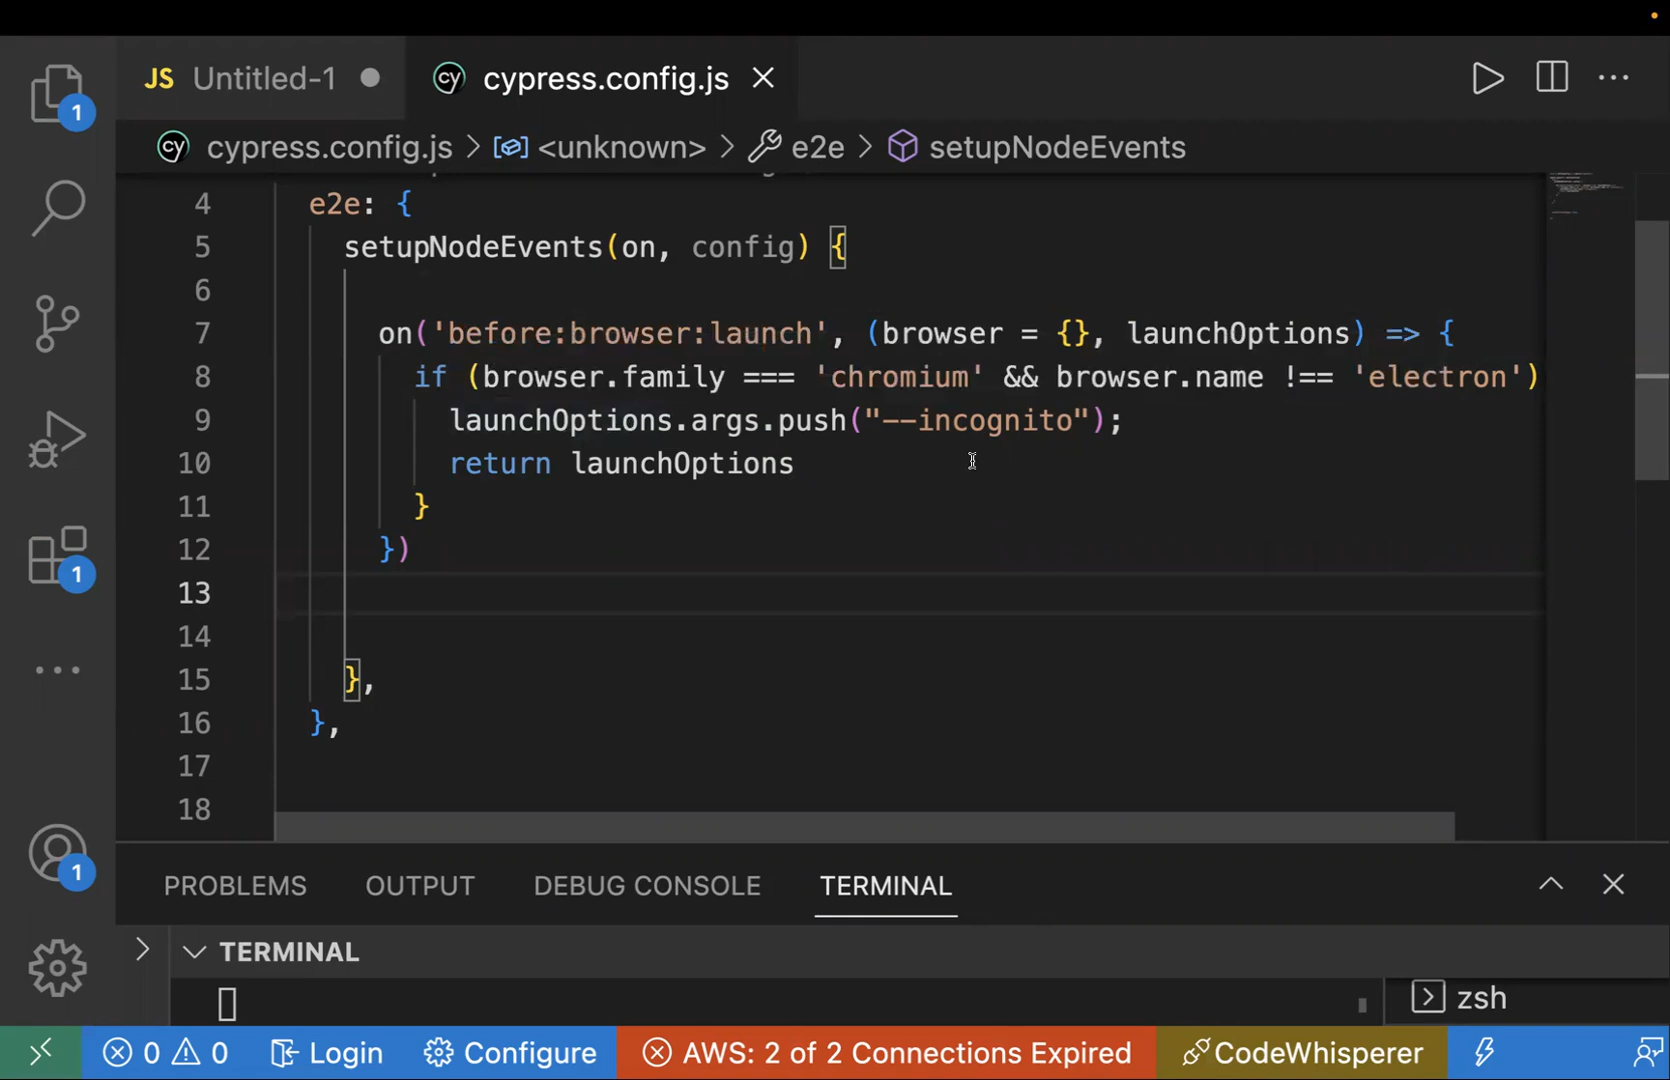 JS Untitled-1 cypress.config.js
cypress.config.js > <unknown> > e2e > setupNodeEvents
4 e2e: {
5 setupNodeEvents(on, config) {
6
7 on('before:browser:launch', (browser = {}, launchOptions) => {
8 if (browser.family === 'chromium' && browser.name !== 'electron')
9 launchOptions.args.push("--incognito");
10 return launchOptions
11 }
12 })
13
14
15 },
16 },
17
18
1
1
1
PROBLEMS OUTPUT DEBUG CONSOLE TERMINAL
TERMINAL
zsh
0 0 Login Configure AWS: 2 of 2 Connections Expired CodeWhisperer